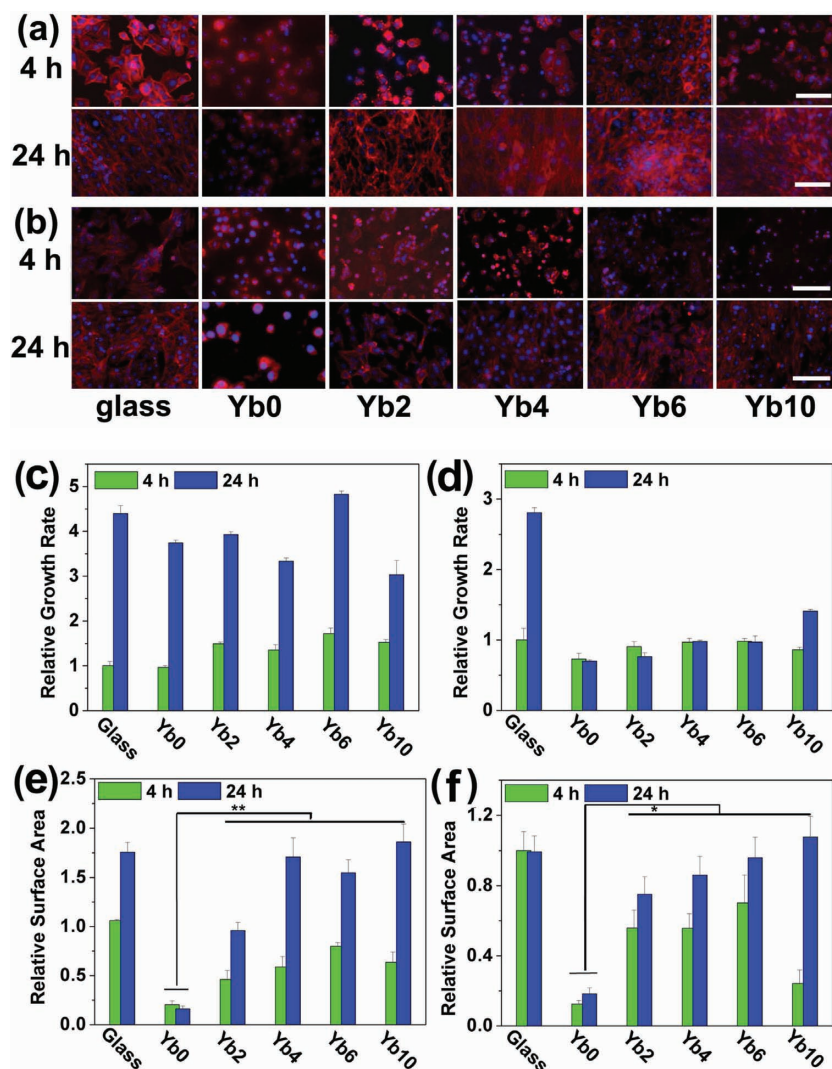 (a)
4 h
24 h
(b)
4 h
24 h
glass Yb0 Yb2 Yb4 Yb6 Yb10
(c)
4 h 24 h
Relative Growth Rate
5
4
3
2
1
0
Glass Yb0 Yb2 Yb4 Yb6 Yb10
(d)
4 h 24 h
Relative Growth Rate
3
2
1
0
Glass Yb0 Yb2 Yb4 Yb6 Yb10
(e)
4 h 24 h
**
Relative Surface Area
2.5
2.0
1.5
1.0
0.5
0.0
Glass Yb0 Yb2 Yb4 Yb6 Yb10
(f)
4 h 24 h
*
Relative Surface Area
1.2
0.8
0.4
0.0
Glass Yb0 Yb2 Yb4 Yb6 Yb10